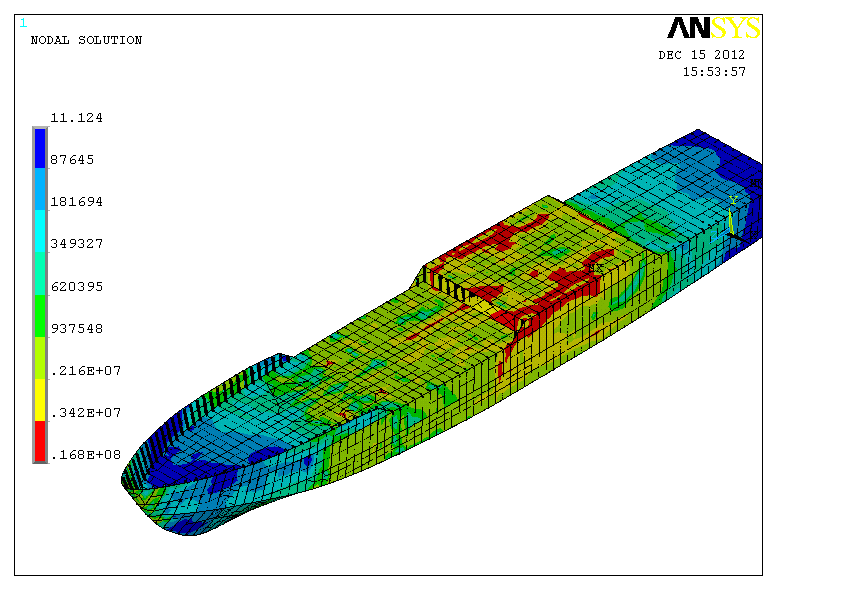 1
ANSYS
NODAL SOLUTION
DEC 15 2012
15:53:57
11.124
87645
181694
349327
620395
937548
.216E+07
.342E+07
.168E+08
Y